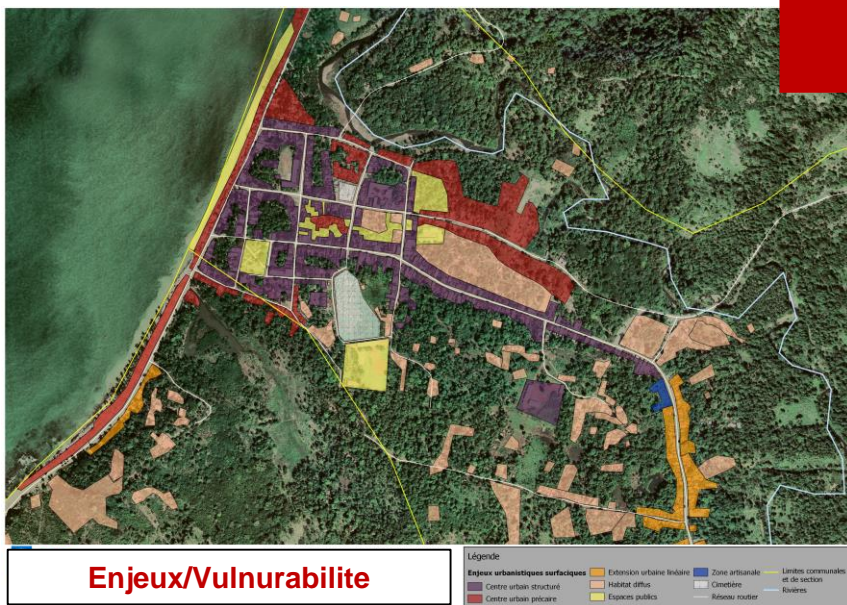 Enjeux/Vulnurabilite
Légende
Enjeux urbanistiques surfaciques
Centre urbain structuré
Centre urbain précaire
Extension urbaine linéaire
Habitat diffus
Espaces publics
Zone artisanale
Cimetière
Réseau routier
Limites communales
et de section
Rivières